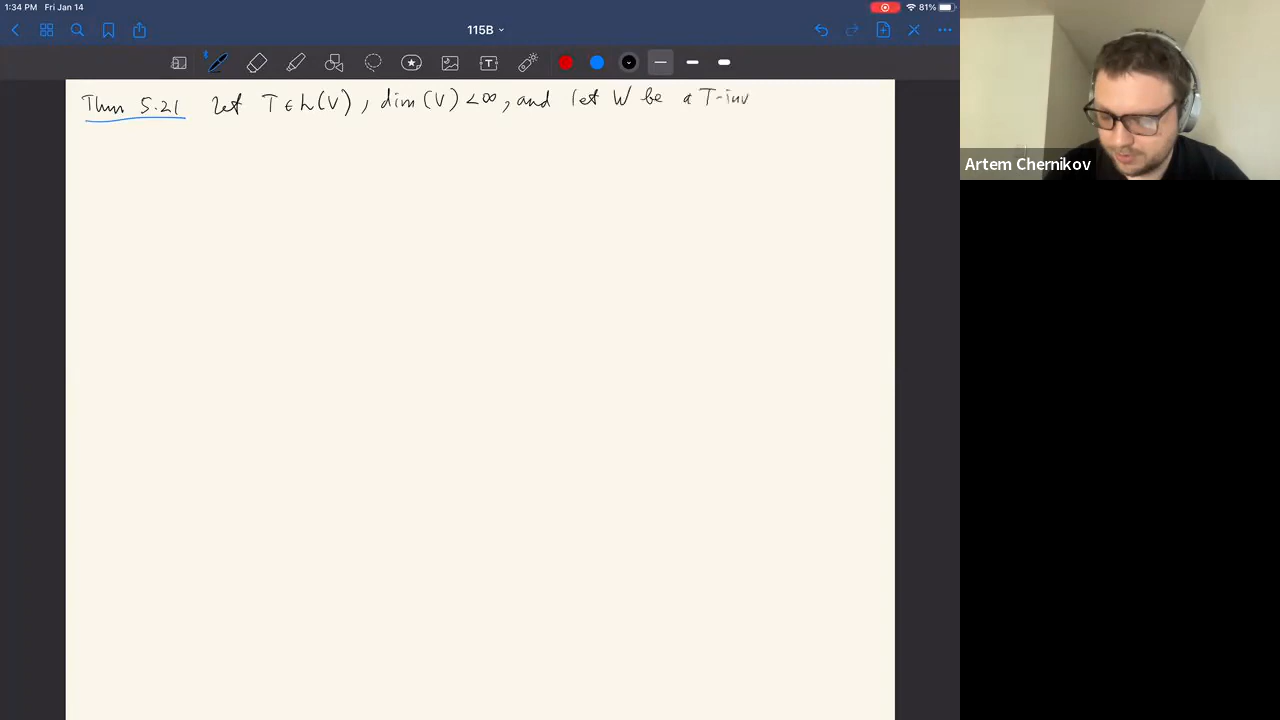 1:34 PM Fri Jan 14
81%
115B
Thm 5.21 Let T ∈ L(V), dim(V) < ∞, and let W be a T-inv
Artem Chernikov